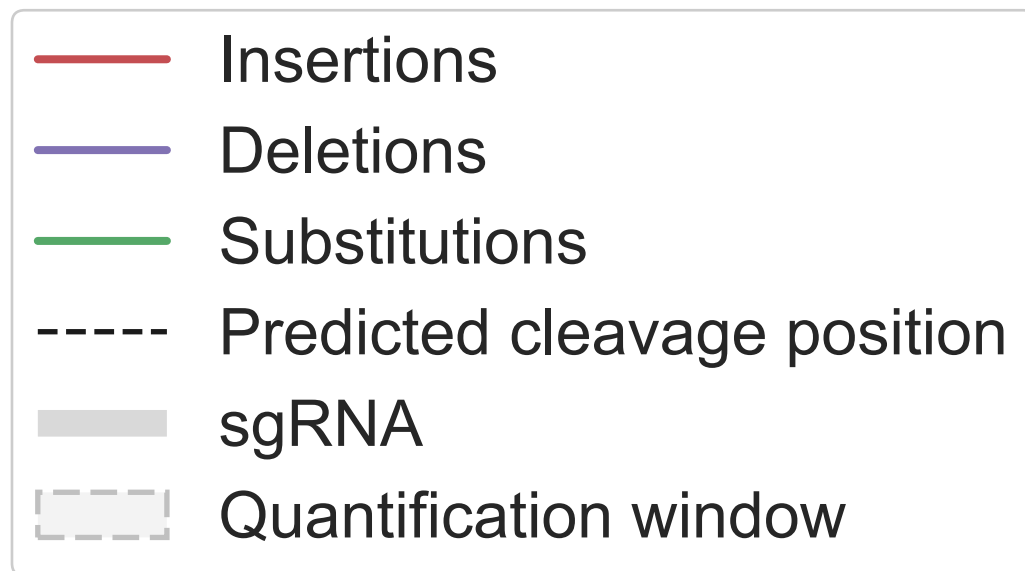 Insertions
Deletions
Substitutions
Predicted cleavage position
sgRNA
Quantification window